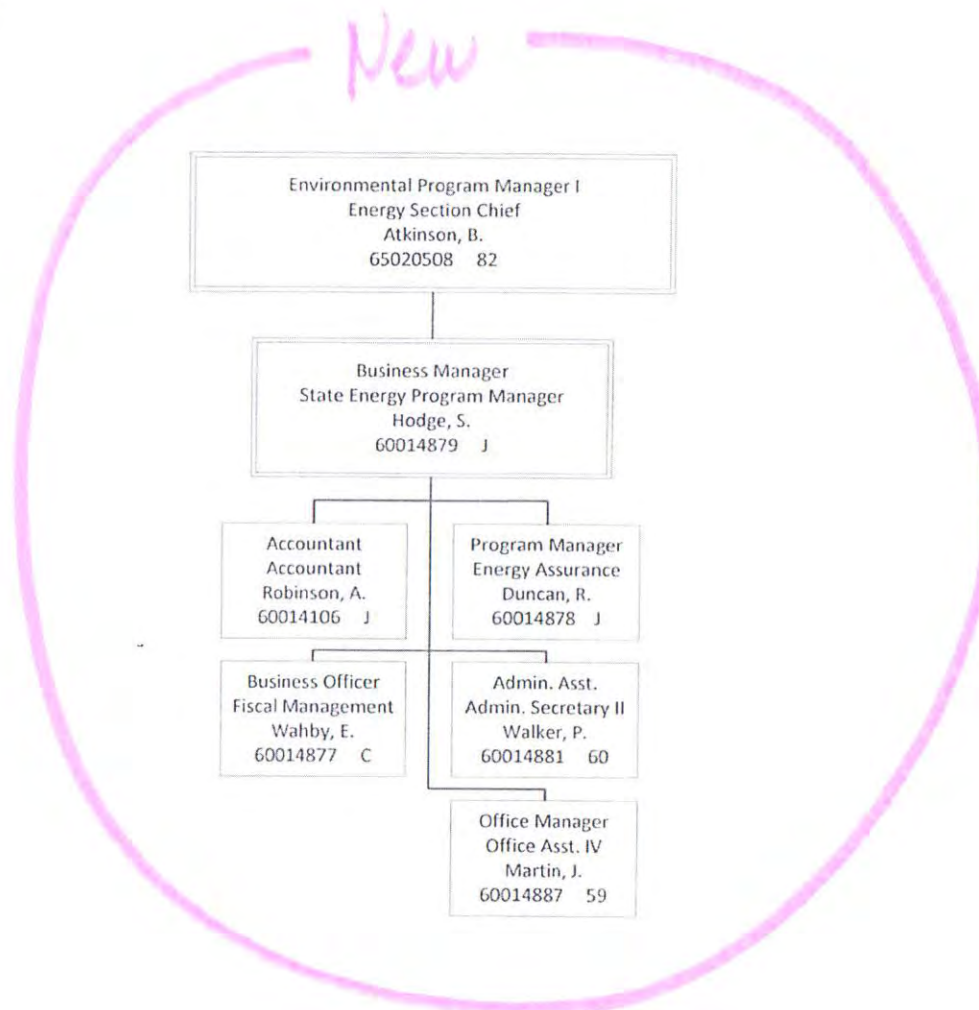 New
Environmental Program Manager I
Energy Section Chief
Atkinson, B.
65020508 82
Business Manager
State Energy Program Manager
Hodge, S.
60014879 J
Accountant
Accountant
Robinson, A.
60014106 J
Program Manager
Energy Assurance
Duncan, R.
60014878 J
Business Officer
Fiscal Management
Wahby, E.
60014877 C
Admin. Asst.
Admin. Secretary II
Walker, P.
60014881 60
Office Manager
Office Asst. IV
Martin, J.
60014887 59